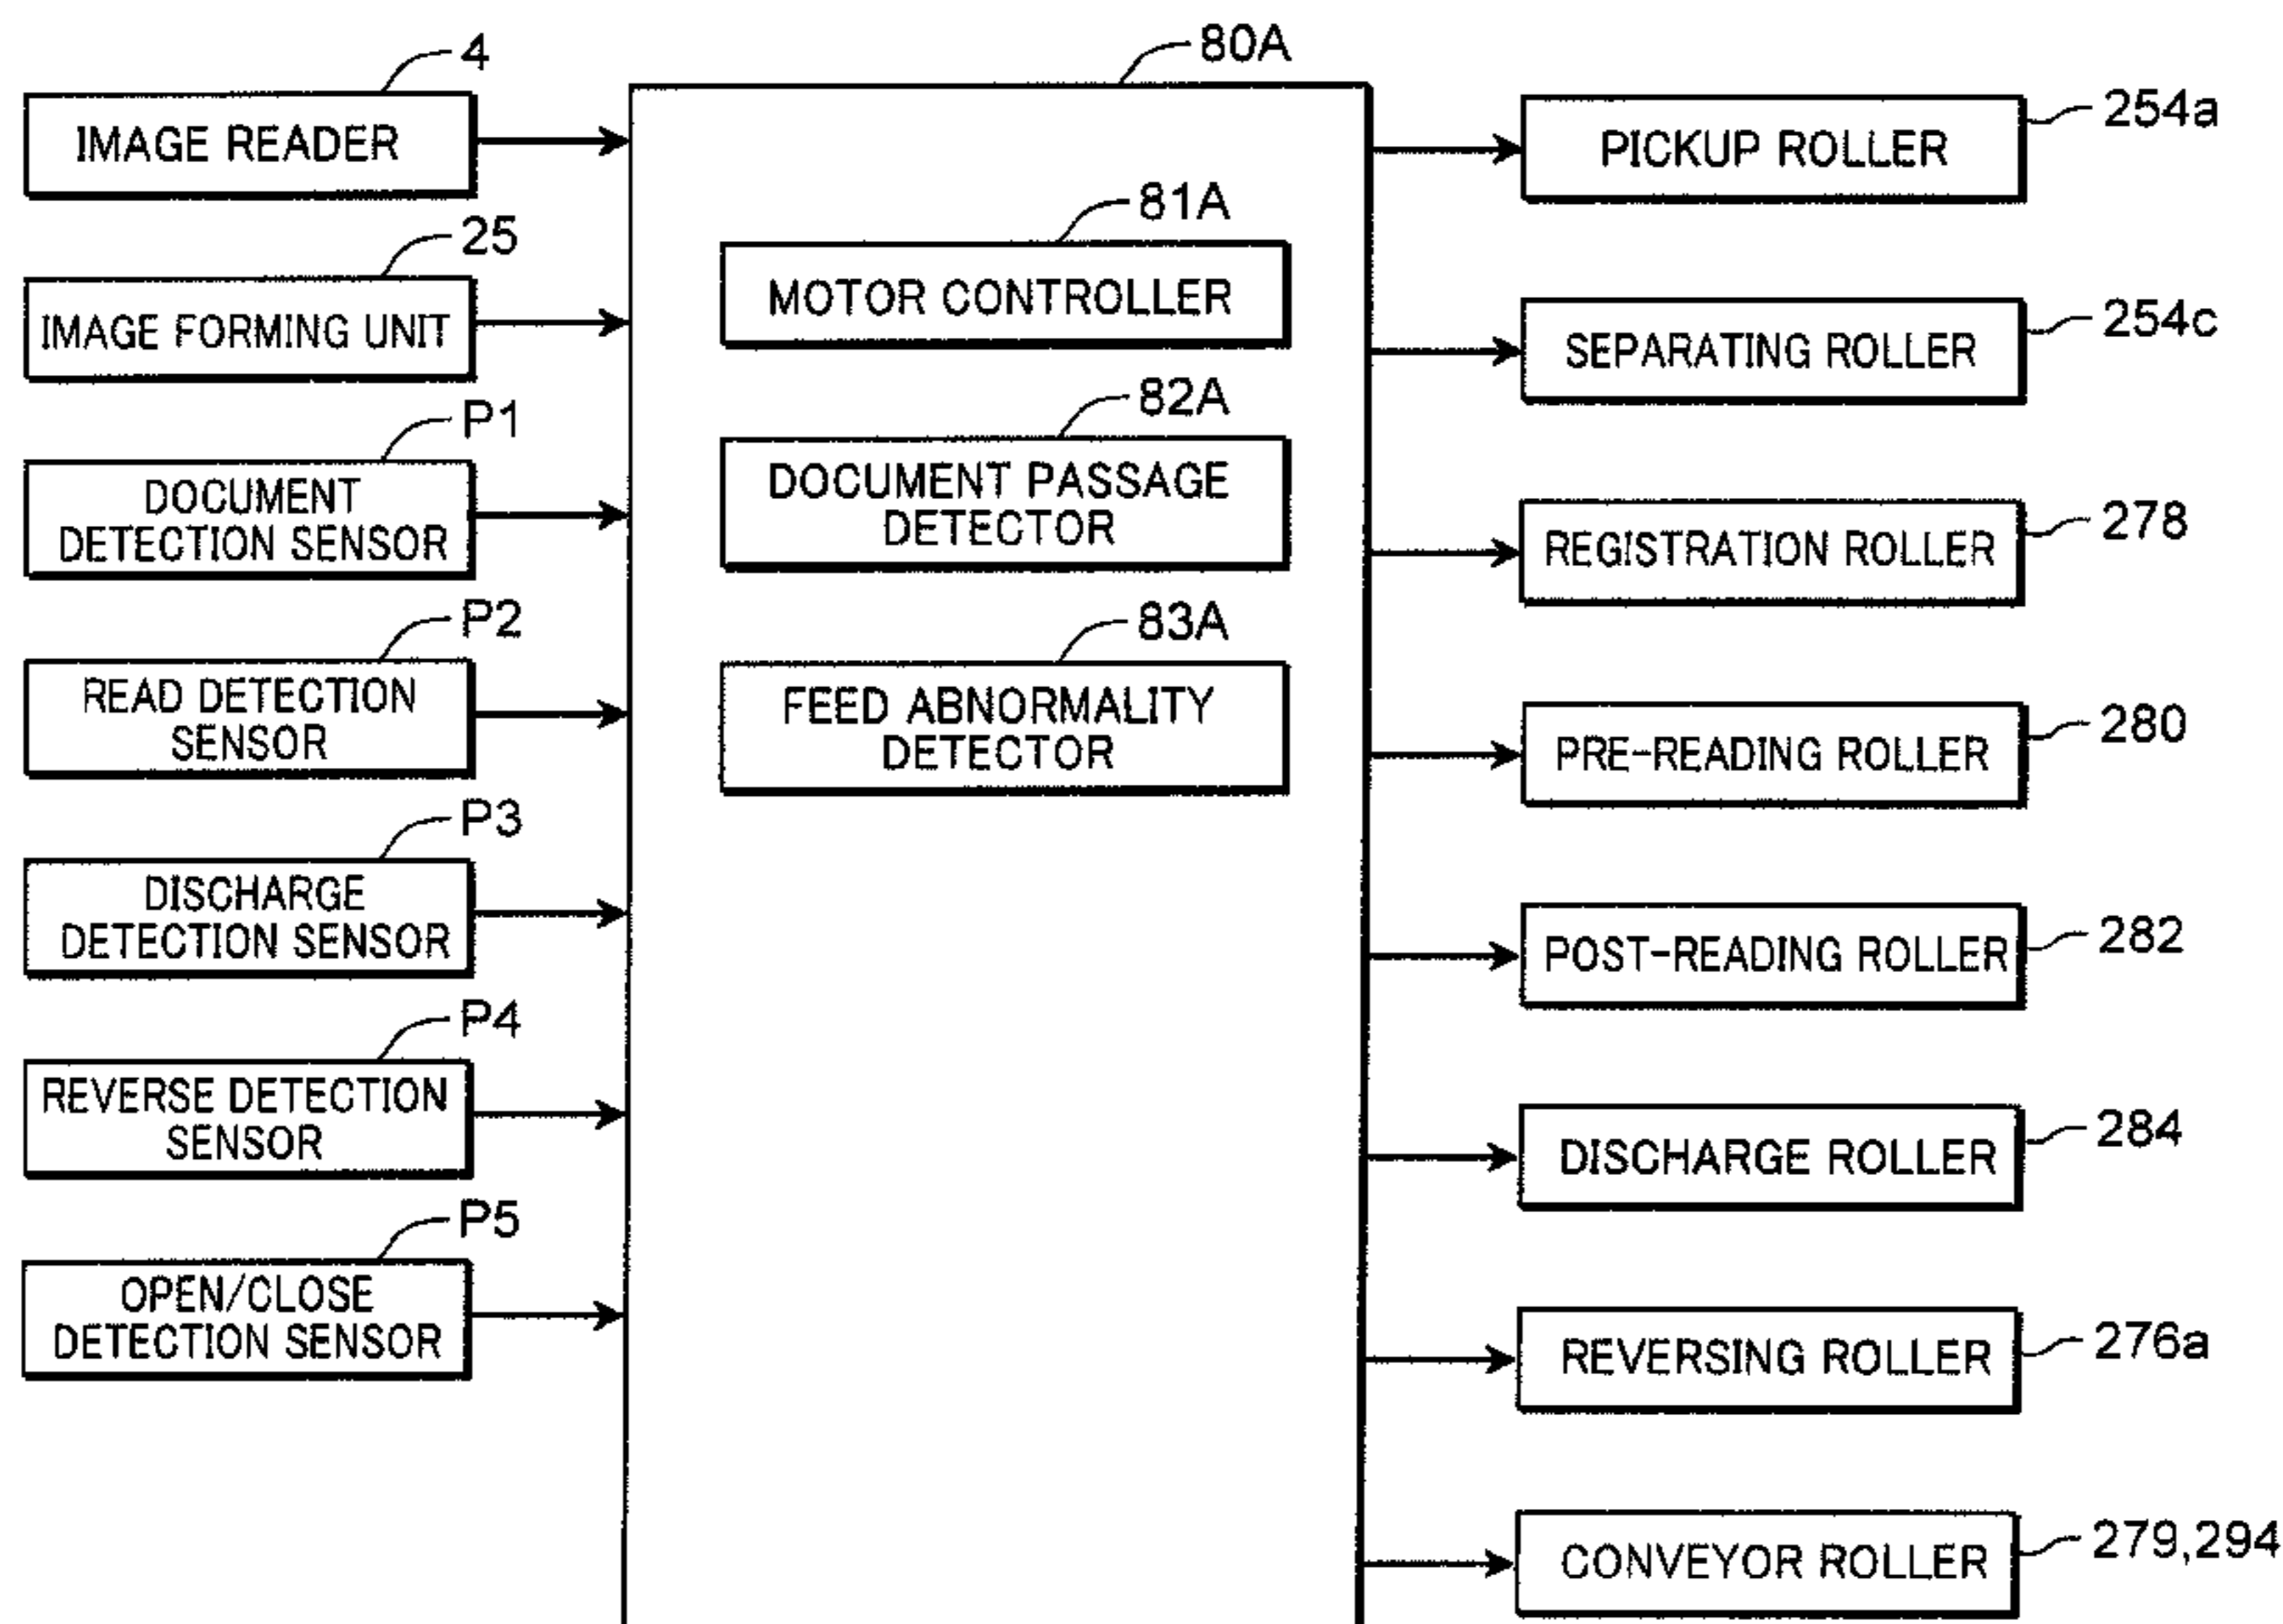 4
IMAGE READER
25
IMAGE FORMING UNIT
P1
DOCUMENT
DETECTION SENSOR
P2
READ DETECTION
SENSOR
P3
DISCHARGE
DETECTION SENSOR
P4
REVERSE DETECTION
SENSOR
P5
OPEN/CLOSE
DETECTION SENSOR
80A
81A
MOTOR CONTROLLER
82A
DOCUMENT PASSAGE
DETECTOR
83A
FEED ABNORMALITY
DETECTOR
PICKUP ROLLER
254a
SEPARATING ROLLER
254c
REGISTRATION ROLLER
278
PRE-READING ROLLER
280
POST-READING ROLLER
282
DISCHARGE ROLLER
284
REVERSING ROLLER
276a
CONVEYOR ROLLER
279,294